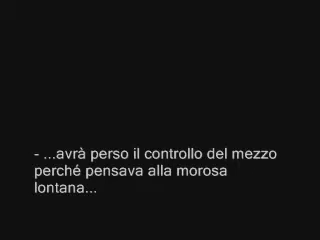 - ...avrà perso il controllo del mezzo
perché pensava alla morosa
lontana...